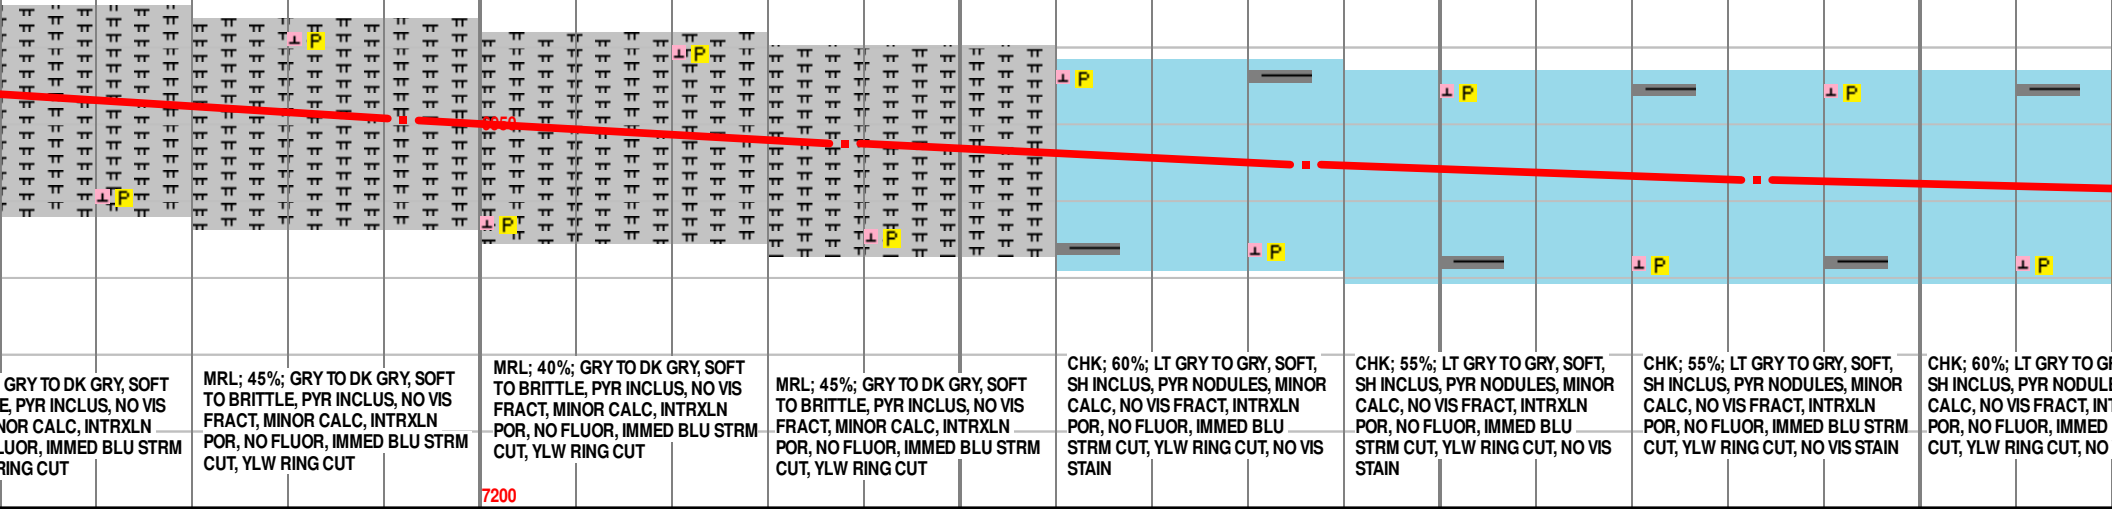 P
P
P
P
P
P
P
P
P
P
P
P
P
6950
GRY TO DK GRY, SOFT
E, PYR INCLUS, NO VIS
NOR CALC, INTRXLN
LUOR, IMMED BLU STRM
RING CUT
MRL; 45%; GRY TO DK GRY, SOFT
TO BRITTLE, PYR INCLUS, NO VIS
FRACT, MINOR CALC, INTRXLN
POR, NO FLUOR, IMMED BLU STRM
CUT, YLW RING CUT
MRL; 40%; GRY TO DK GRY, SOFT
TO BRITTLE, PYR INCLUS, NO VIS
FRACT, MINOR CALC, INTRXLN
POR, NO FLUOR, IMMED BLU STRM
CUT, YLW RING CUT
MRL; 45%; GRY TO DK GRY, SOFT
TO BRITTLE, PYR INCLUS, NO VIS
FRACT, MINOR CALC, INTRXLN
POR, NO FLUOR, IMMED BLU STRM
CUT, YLW RING CUT
CHK; 60%; LT GRY TO GRY, SOFT,
SH INCLUS, PYR NODULES, MINOR
CALC, NO VIS FRACT, INTRXLN
POR, NO FLUOR, IMMED BLU
STRM CUT, YLW RING CUT, NO VIS
STAIN
CHK; 55%; LT GRY TO GRY, SOFT,
SH INCLUS, PYR NODULES, MINOR
CALC, NO VIS FRACT, INTRXLN
POR, NO FLUOR, IMMED BLU
STRM CUT, YLW RING CUT, NO VIS
STAIN
CHK; 55%; LT GRY TO GRY, SOFT,
SH INCLUS, PYR NODULES, MINOR
CALC, NO VIS FRACT, INTRXLN
POR, NO FLUOR, IMMED BLU STRM
CUT, YLW RING CUT, NO VIS STAIN
CHK; 60%; LT GRY TO G
SH INCLUS, PYR NODULE
CALC, NO VIS FRACT, INT
POR, NO FLUOR, IMMED
CUT, YLW RING CUT, NO
7200